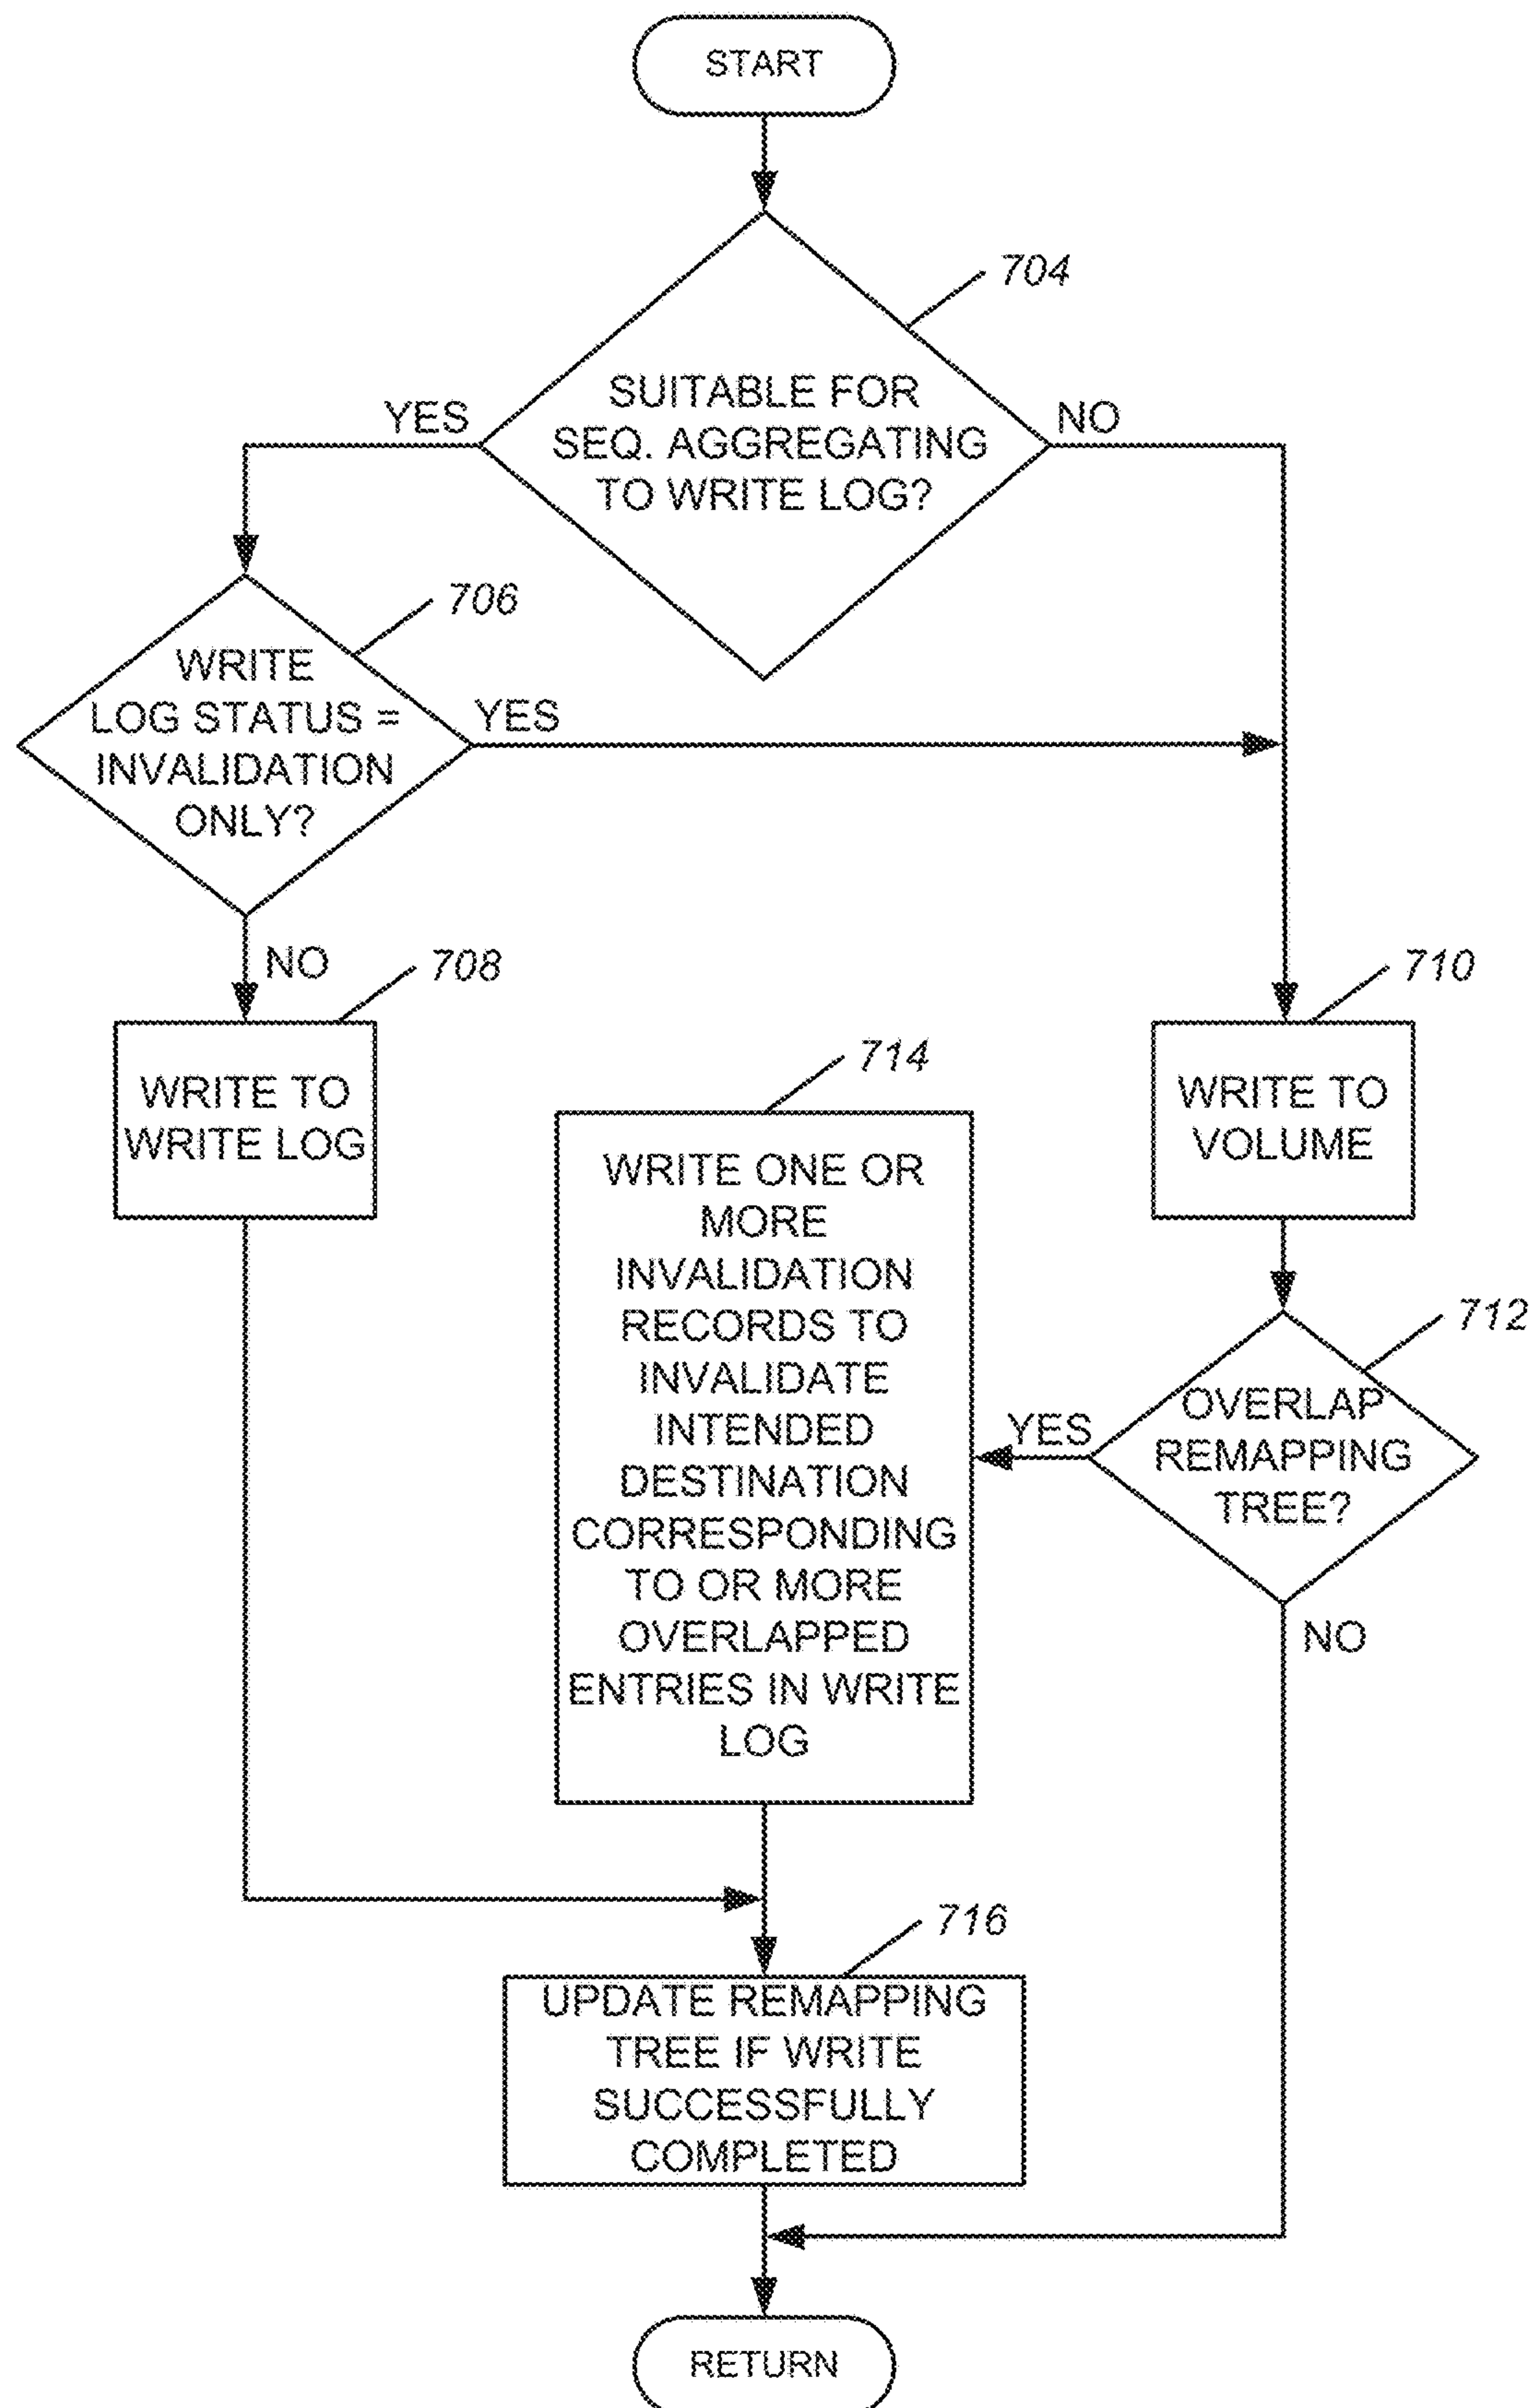 START
704
SUITABLE FOR
SEQ. AGGREGATING
TO WRITE LOG?
YES
NO
706
WRITE
LOG STATUS =
INVALIDATION
ONLY?
YES
NO
708
WRITE TO
WRITE LOG
710
WRITE TO
VOLUME
714
WRITE ONE OR
MORE
INVALIDATION
RECORDS TO
INVALIDATE
INTENDED
DESTINATION
CORRESPONDING
TO OR MORE
OVERLAPPED
ENTRIES IN WRITE
LOG
712
OVERLAP
REMAPPING
TREE?
YES
NO
716
UPDATE REMAPPING
TREE IF WRITE
SUCCESSFULLY
COMPLETED
RETURN